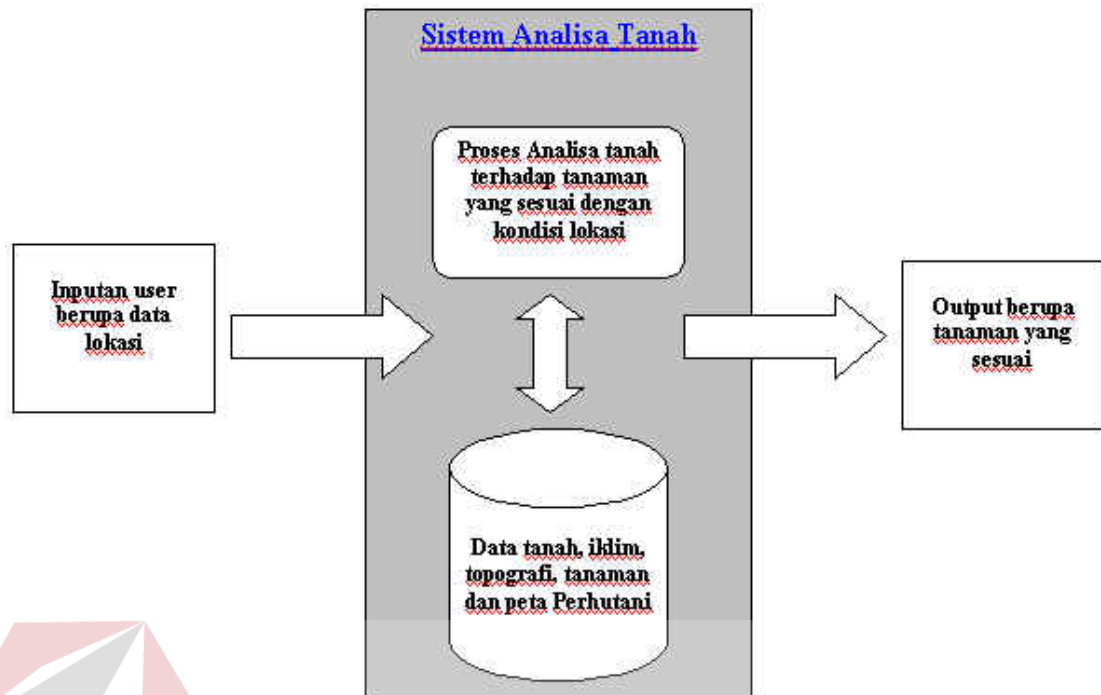 Sistem Analisa Tanah
Proses Analisa tanah
terhadap tanaman
yang sesuai dengan
kondisi lokasi
Inputan user
berupa data
lokasi
Output berupa
tanaman yang
sesuai
Data tanah, iklim,
topografi, tanaman
dan peta Perhutani